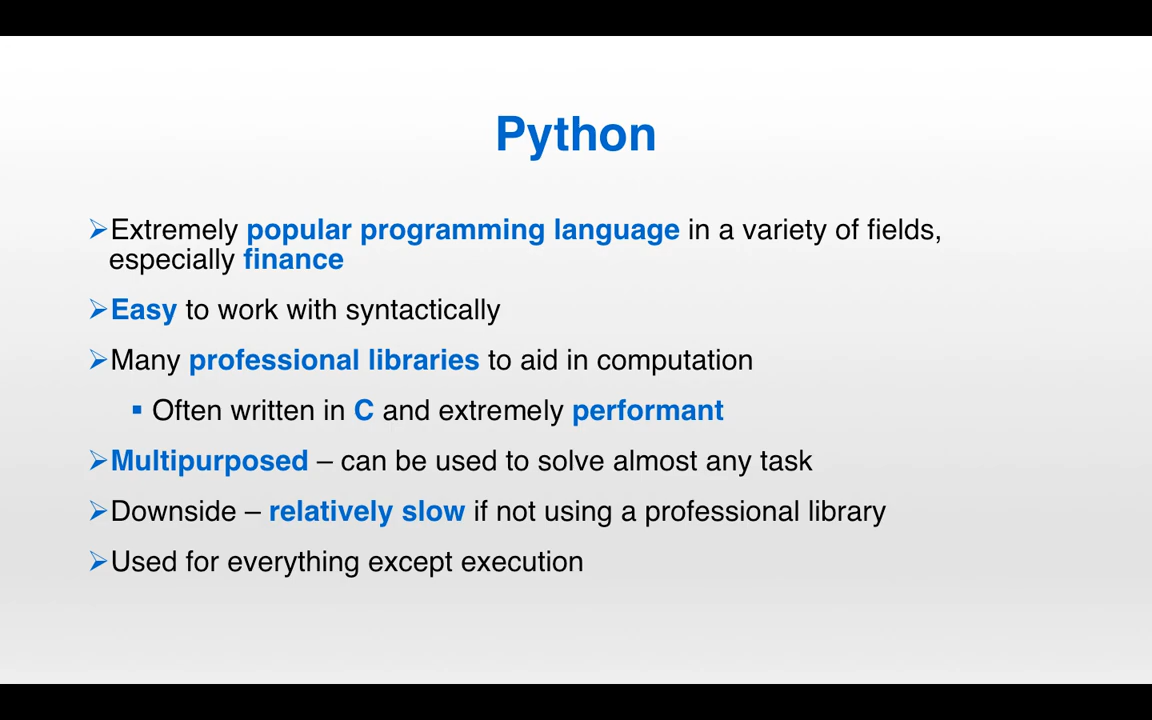 Python
➢Extremely popular programming language in a variety of fields,
especially finance
➢Easy to work with syntactically
➢Many professional libraries to aid in computation
▪ Often written in C and extremely performant
➢Multipurposed – can be used to solve almost any task
➢Downside – relatively slow if not using a professional library
➢Used for everything except execution